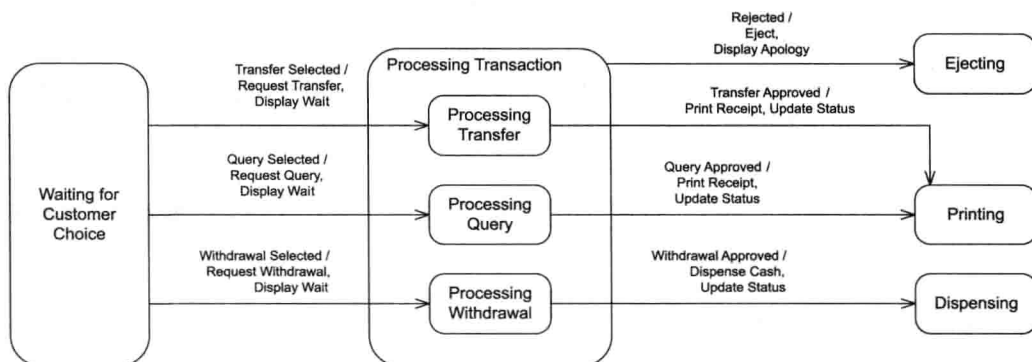 Rejected /
Eject,
Display Apology
Ejecting
Processing Transaction
Transfer Selected /
Request Transfer,
Display Wait
Processing
Transfer
Transfer Approved /
Print Receipt, Update Status
Waiting for
Customer
Choice
Query Selected /
Request Query,
Display Wait
Processing
Query
Query Approved /
Print Receipt,
Update Status
Printing
Withdrawal Selected /
Request Withdrawal,
Display Wait
Processing
Withdrawal
Withdrawal Approved /
Dispense Cash,
Update Status
Dispensing